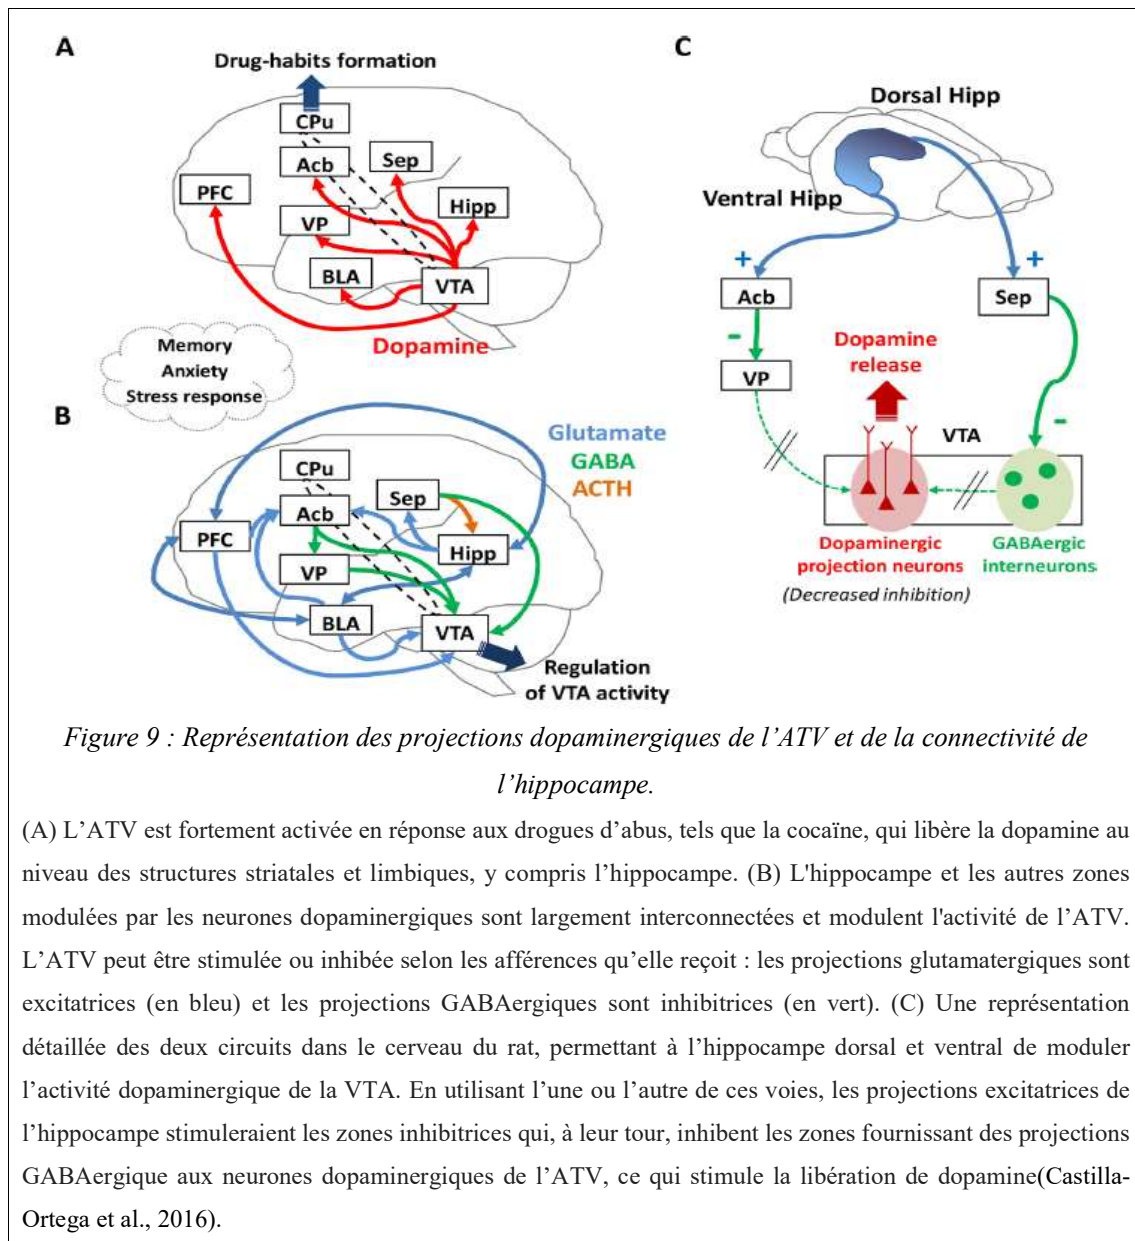 A
Drug-habits formation
CPu
Acb
Sep
PFC
Hipp
VP
BLA
VTA
Dopamine
Memory
Anxiety
Stress response
B
Glutamate
GABA
ACTH
CPu
Sep
Acb
PFC
Hipp
VP
BLA
VTA
Regulation
of VTA activity
C
Dorsal Hipp
Ventral Hipp
+
+
Acb
Sep
-
Dopamine
release
VP
-
VTA
Dopaminergic
projection neurons
GABAergic
interneurons
(Decreased inhibition)
Figure 9 : Représentation des projections dopaminergiques de l’ATV et de la connectivité de
l’hippocampe.
(A) L’ATV est fortement activée en réponse aux drogues d’abus, tels que la cocaïne, qui libère la dopamine au
niveau des structures striatales et limbiques, y compris l’hippocampe. (B) L'hippocampe et les autres zones
modulées par les neurones dopaminergiques sont largement interconnectées et modulent l'activité de l’ATV.
L’ATV peut être stimulée ou inhibée selon les afférences qu’elle reçoit : les projections glutamatergiques sont
excitatrices (en bleu) et les projections GABAergiques sont inhibitrices (en vert). (C) Une représentation
détaillée des deux circuits dans le cerveau du rat, permettant à l’hippocampe dorsal et ventral de moduler
l’activité dopaminergique de la VTA. En utilisant l’une ou l’autre de ces voies, les projections excitatrices de
l’hippocampe stimuleraient les zones inhibitrices qui, à leur tour, inhibent les zones fournissant des projections
GABAergique aux neurones dopaminergiques de l’ATV, ce qui stimule la libération de dopamine(Castilla-
Ortega et al., 2016).